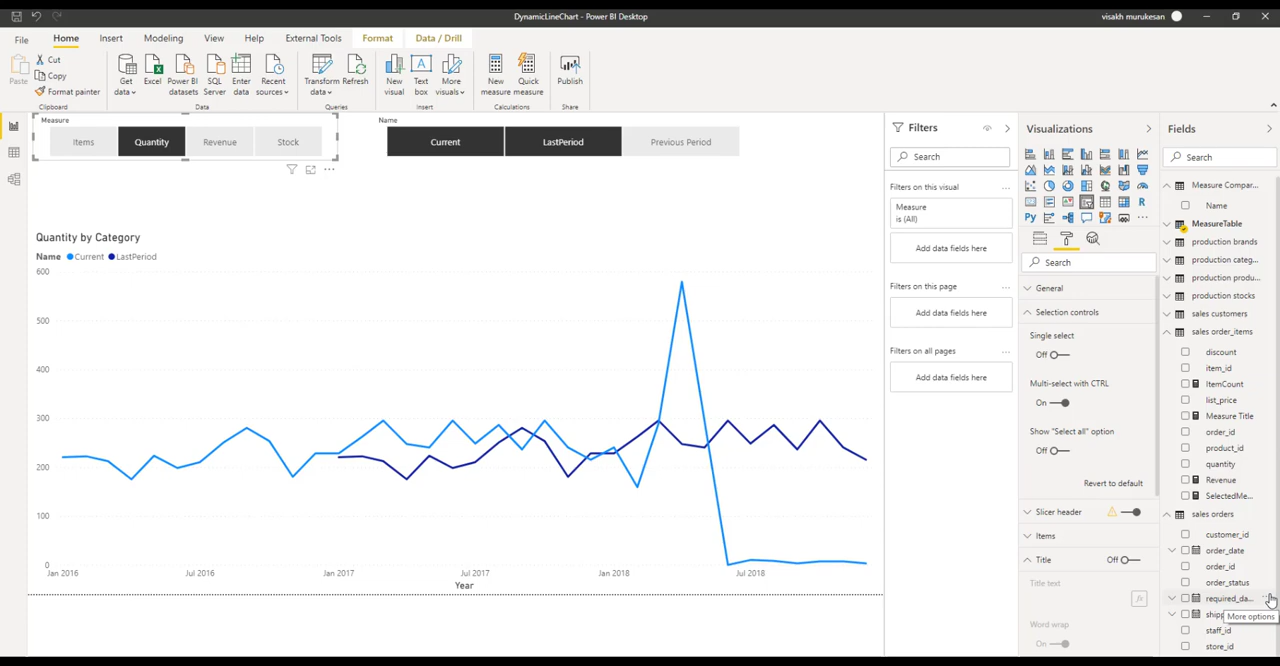 DynamicLineChart - Power BI Desktop
visakh murukesan
File
Home
Insert
Modeling
View
Help
External Tools
Format
Data / Drill
Paste
Cut
Copy
Format painter
Clipboard
Get data
Excel
Power BI datasets
SQL Server
Enter data
Recent sources
Data
Transform data
Refresh
Queries
New visual
Text box
More visuals
Insert
New measure
Quick measure
Calculations
Publish
Share
Measure
Items
Quantity
Revenue
Stock
Name
Current
LastPeriod
Previous Period
Quantity by Category
Name Current LastPeriod
600
500
400
300
200
100
0
Jan 2016
Jul 2016
Jan 2017
Jul 2017
Jan 2018
Jul 2018
Year
Filters
Search
Filters on this visual
Measure
is (All)
Add data fields here
Filters on this page
Add data fields here
Filters on all pages
Add data fields here
Visualizations
R
Py
Search
General
Selection controls
Single select
Off
Multi-select with CTRL
On
Show "Select all" option
Off
Revert to default
Slicer header
Items
Title
Off
Title text
fx
Word wrap
On
Fields
Search
Measure Compar...
Name
MeasureTable
production brands
production categ...
production produ...
production stocks
sales customers
sales order_items
discount
item_id
ItemCount
list_price
Measure Title
order_id
product_id
quantity
Revenue
SelectedMe...
sales orders
customer_id
order_date
order_id
order_status
required_da...
shipp
More options
staff_id
store_id